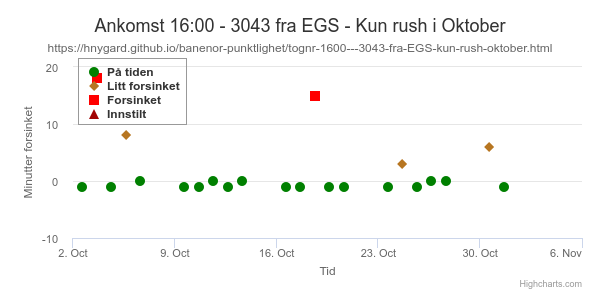 Ankomst 16:00 - 3043 fra EGS - Kun rush i Oktober
https://hnygard.github.io/banenor-punktlighet/tognr-1600---3043-fra-EGS-kun-rush-oktober.html
Minutter forsinket
20
10
0
-10
På tiden
Litt forsinket
Forsinket
Innstilt
2. Oct 9. Oct 16. Oct 23. Oct 30. Oct 6. Nov
Tid
Highcharts.com